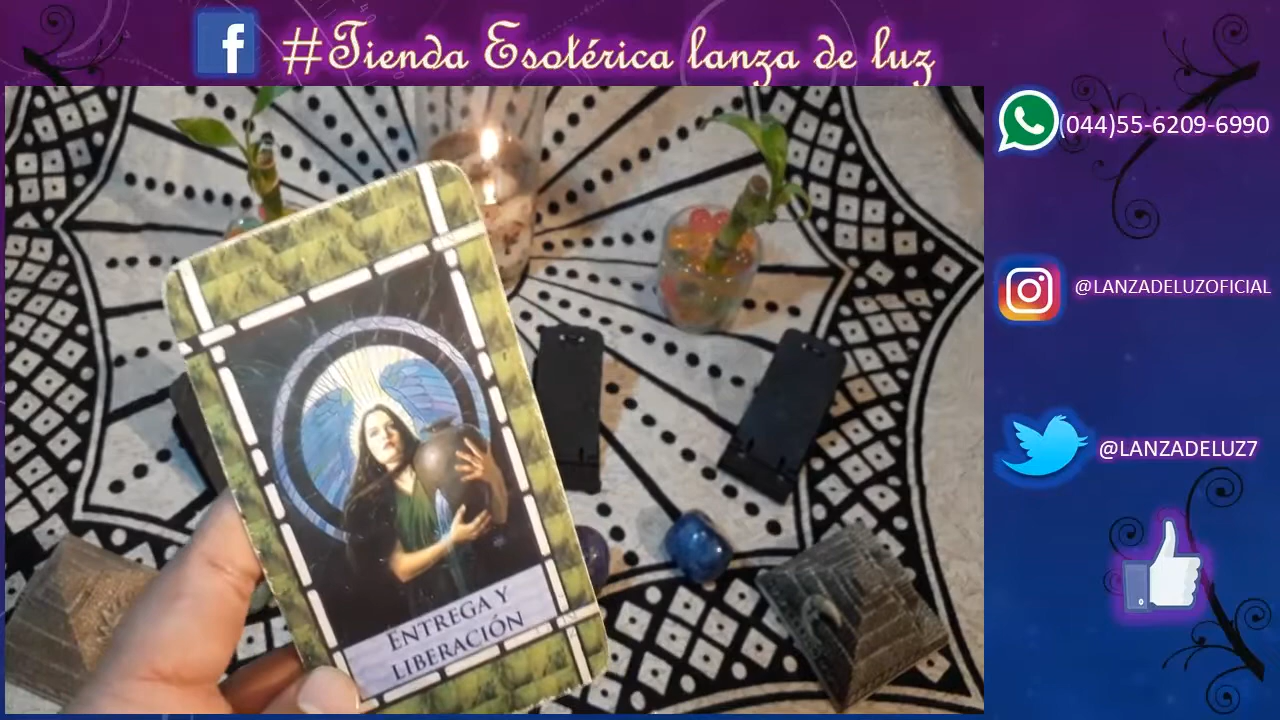 f #Tienda Esotérica lanza de luz
(044)55-6209-6990
@LANZADELUZOFICIAL
@LANZADELUZ7
ENTREGA Y
LIBERACIÓN